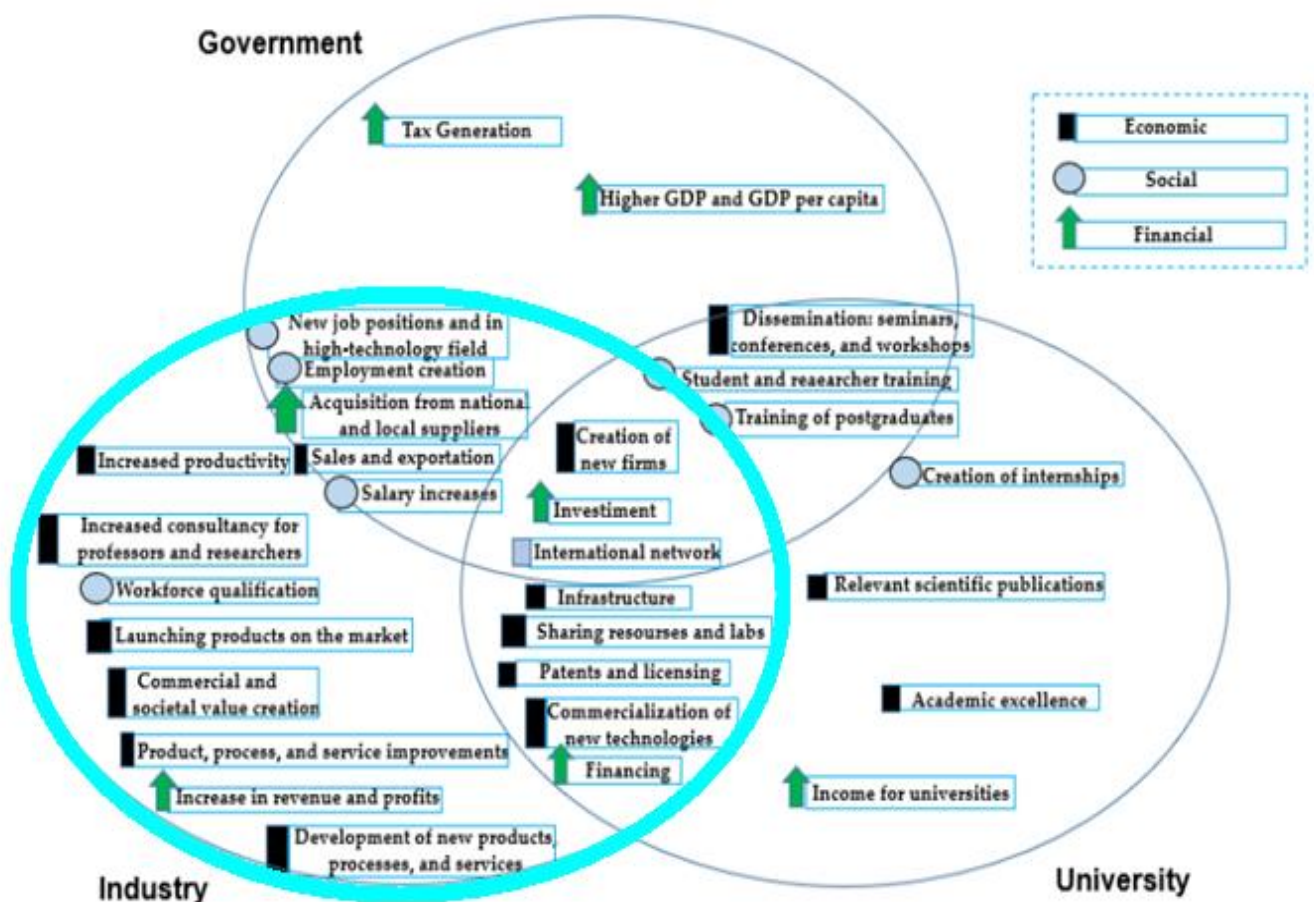 Government
Tax Generation
Higher GDP and GDP per capita
Economic
Social
Financial
New job positions and in
high-technology field
Employment creation
Acquisition from national
and local suppliers
Increased productivity
Sales and exportation
Salary increases
Dissemination: seminars,
conferences, and workshops
Student and reaearcher training
Training of postgraduates
Creation of
new firms
Investiment
International network
Creation of internships
Increased consultancy for
professors and researchers
Workforce qualification
Launching products on the market
Commercial and
societal value creation
Product, process, and service improvements
Increase in revenue and profits
Development of new products,
processes, and services
Infrastructure
Sharing resourses and labs
Patents and licensing
Commercialization of
new technologies
Financing
Relevant scientific publications
Academic excellence
Income for universities
Industry
University